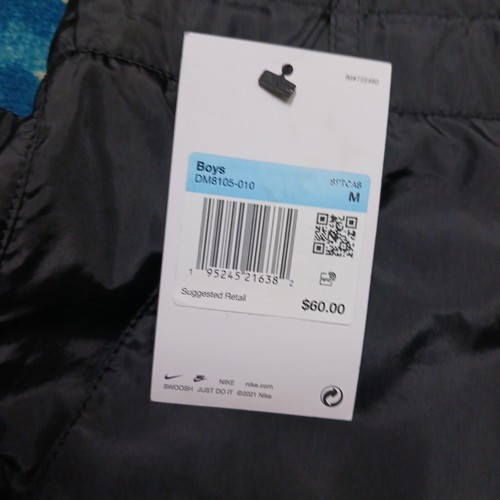 Boys
DM8105-010
M
1 95245 21638 2
Suggested Retail
$60.00
NIKE nike.com
SWOOSH JUST DO IT ©2021 Nike